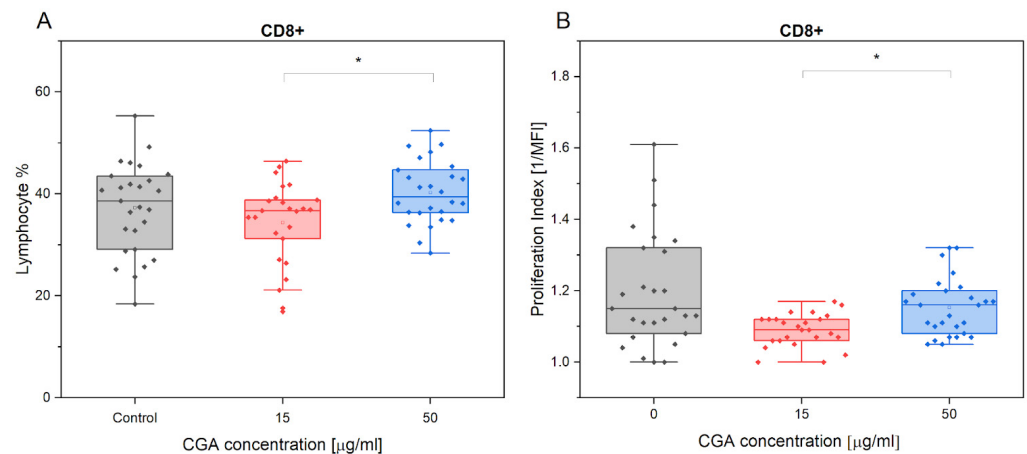 A
CD8+
*
Lymphocyte %
60
40
20
0
Control
15
50
CGA concentration [μg/ml]
B
CD8+
*
Proliferation Index [1/MFI]
1.8
1.6
1.4
1.2
1.0
0
15
50
CGA concentration [μg/ml]